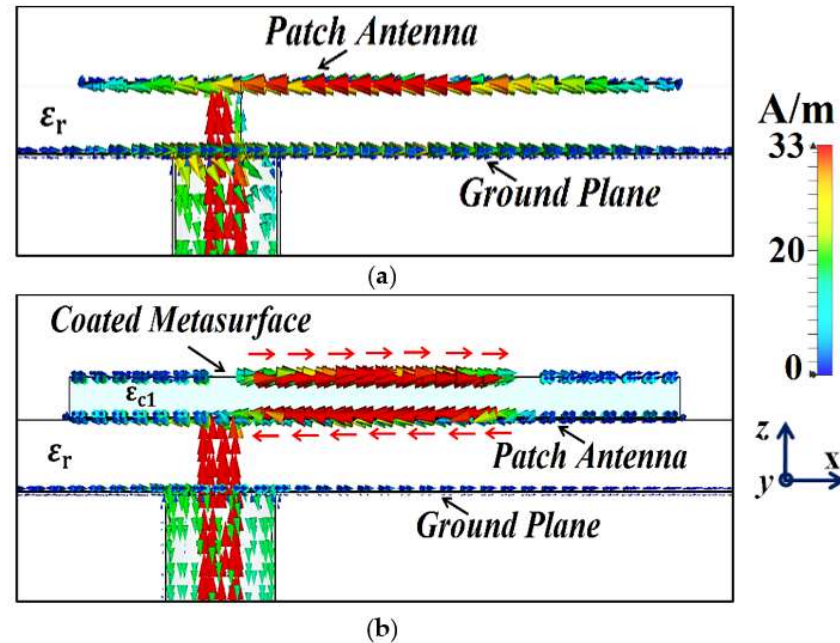 Patch Antenna
A/m
εr
33
Ground Plane
20
(a)
Coated Metasurface
0
εc1
εr
Patch Antenna
z
x
y
Ground Plane
(b)